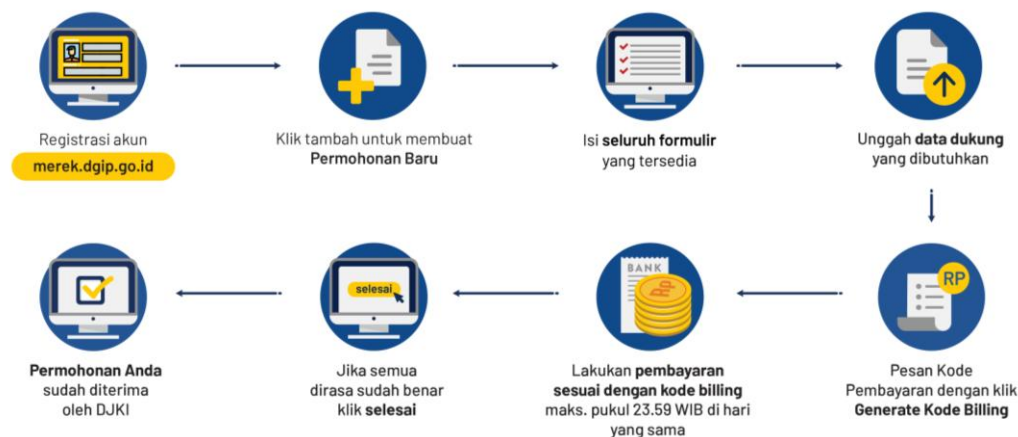 Registrasi akun
merek.dgip.go.id
Klik tambah untuk membuat
Permohonan Baru
Isi seluruh formulir
yang tersedia
Unggah data dukung
yang dibutuhkan
RP
Pesan Kode
Pembayaran dengan klik
Generate Kode Billing
BANK
Rp
Lakukan pembayaran
sesuai dengan kode billing
maks. pukul 23.59 WIB di hari
yang sama
selesai
Jika semua
dirasa sudah benar
klik selesai
Permohonan Anda
sudah diterima
oleh DJKI